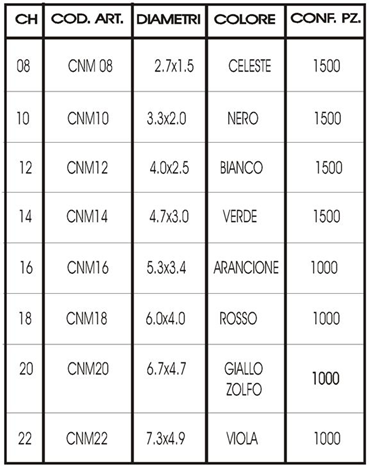 CH COD. ART. DIAMETRI COLORE CONF. PZ.
08 CNM 08 2.7x1.5 CELESTE 1500
10 CNM10 3.3x2.0 NERO 1500
12 CNM12 4.0x2.5 BIANCO 1500
14 CNM14 4.7x3.0 VERDE 1500
16 CNM16 5.3x3.4 ARANCIONE 1000
18 CNM18 6.0x4.0 ROSSO 1000
20 CNM20 6.7x4.7 GIALLO 1000
ZOLFO
22 CNM22 7.3x4.9 VIOLA 1000